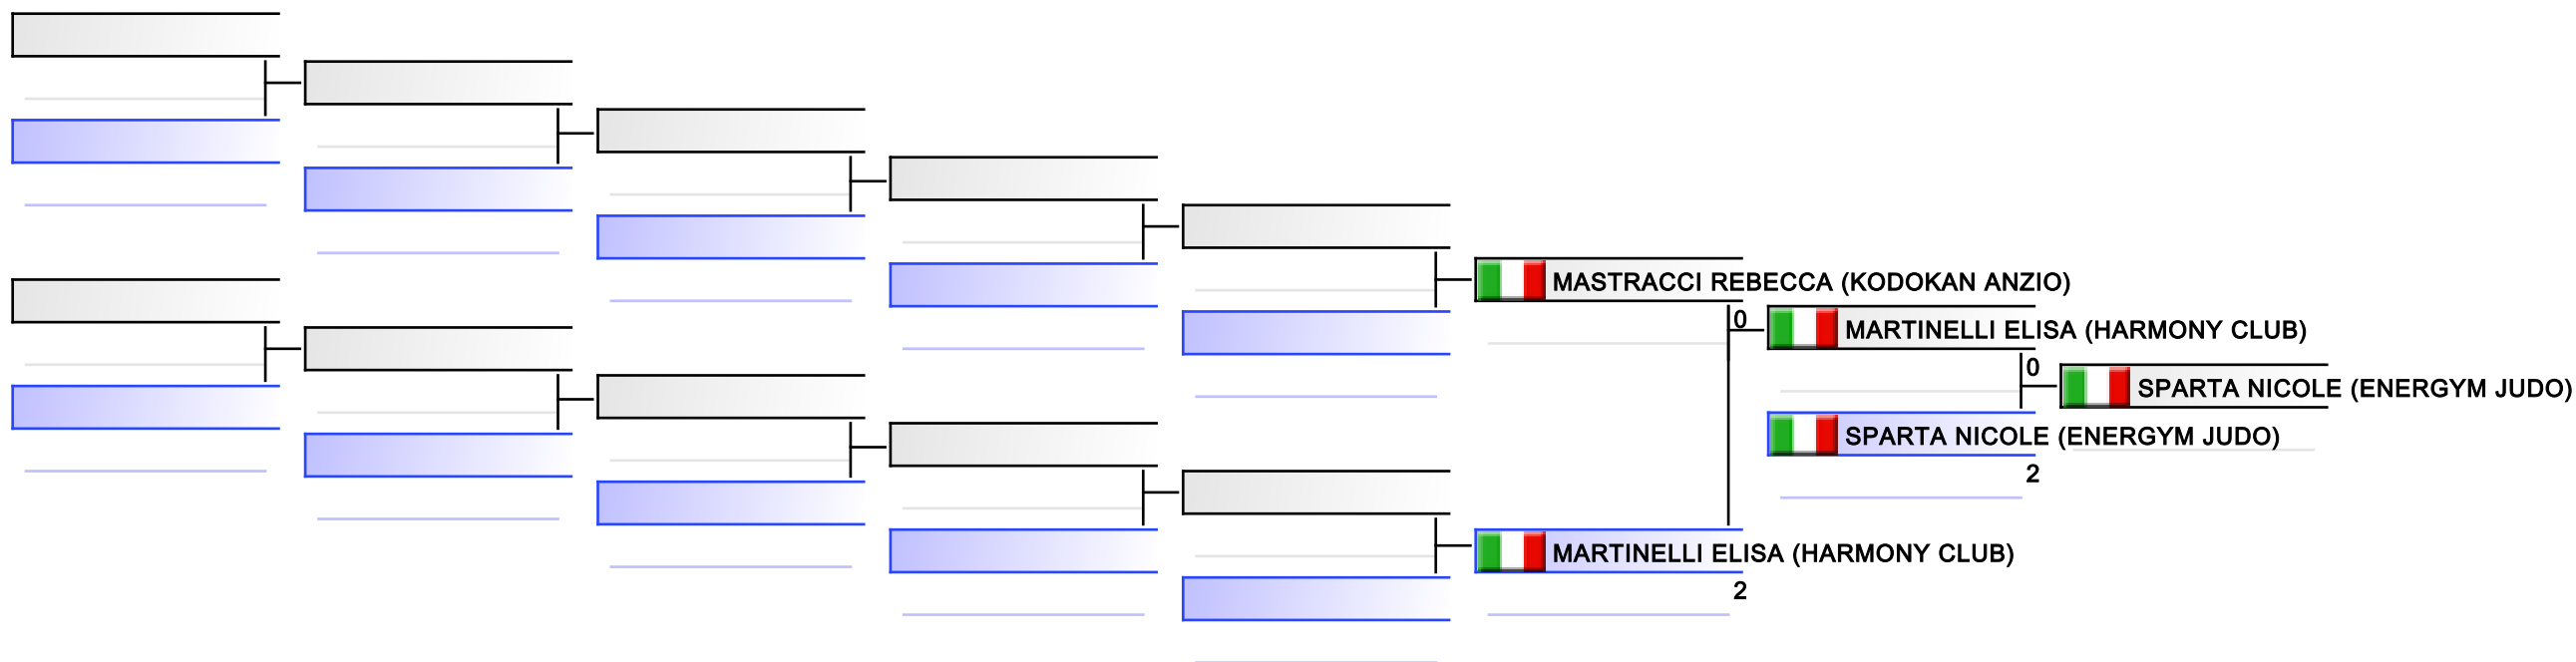 MASTRACCI REBECCA (KODOKAN ANZIO)
0
MARTINELLI ELISA (HARMONY CLUB)
0
SPARTA NICOLE (ENERGYM JUDO)
SPARTA NICOLE (ENERGYM JUDO)
2
MARTINELLI ELISA (HARMONY CLUB)
2